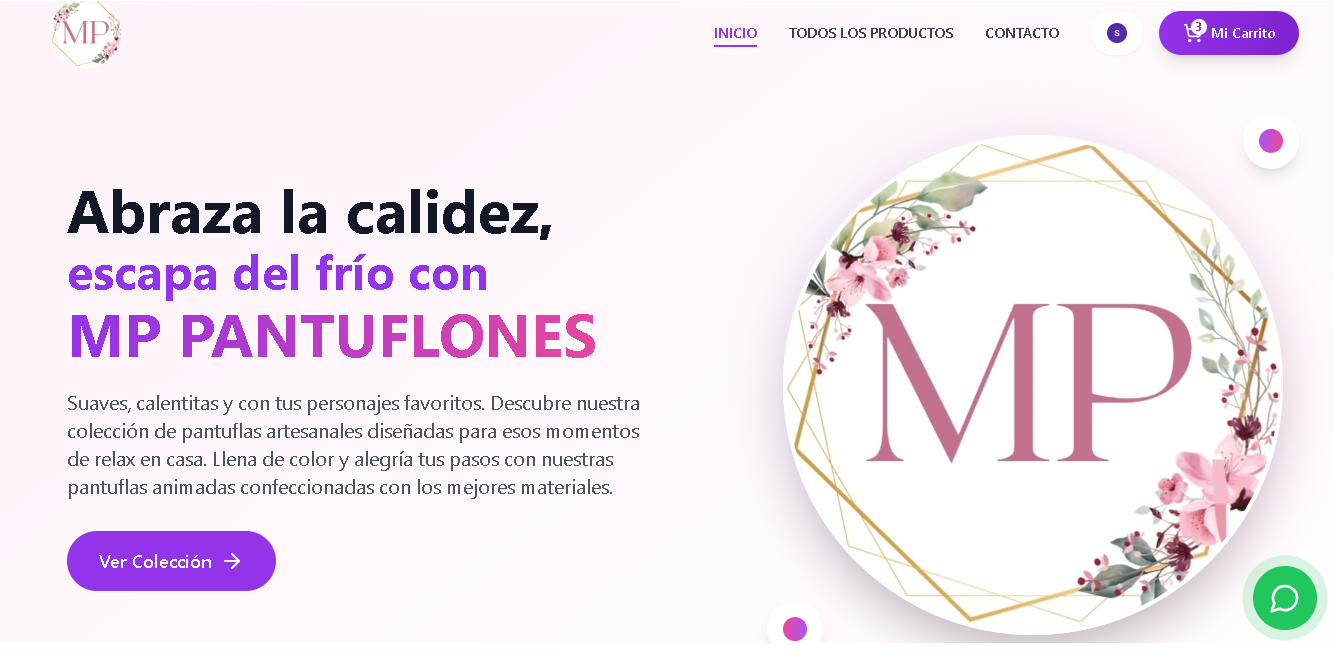 MP
INICIO
TODOS LOS PRODUCTOS
CONTACTO
S
3
Mi Carrito
Abraza la calidez,
escapa del frío con
MP PANTUFLONES
Suaves, calentitas y con tus personajes favoritos. Descubre nuestra
colección de pantuflas artesanales diseñadas para esos momentos
de relax en casa. Llena de color y alegría tus pasos con nuestras
pantuflas animadas confeccionadas con los mejores materiales.
Ver Colección
MP